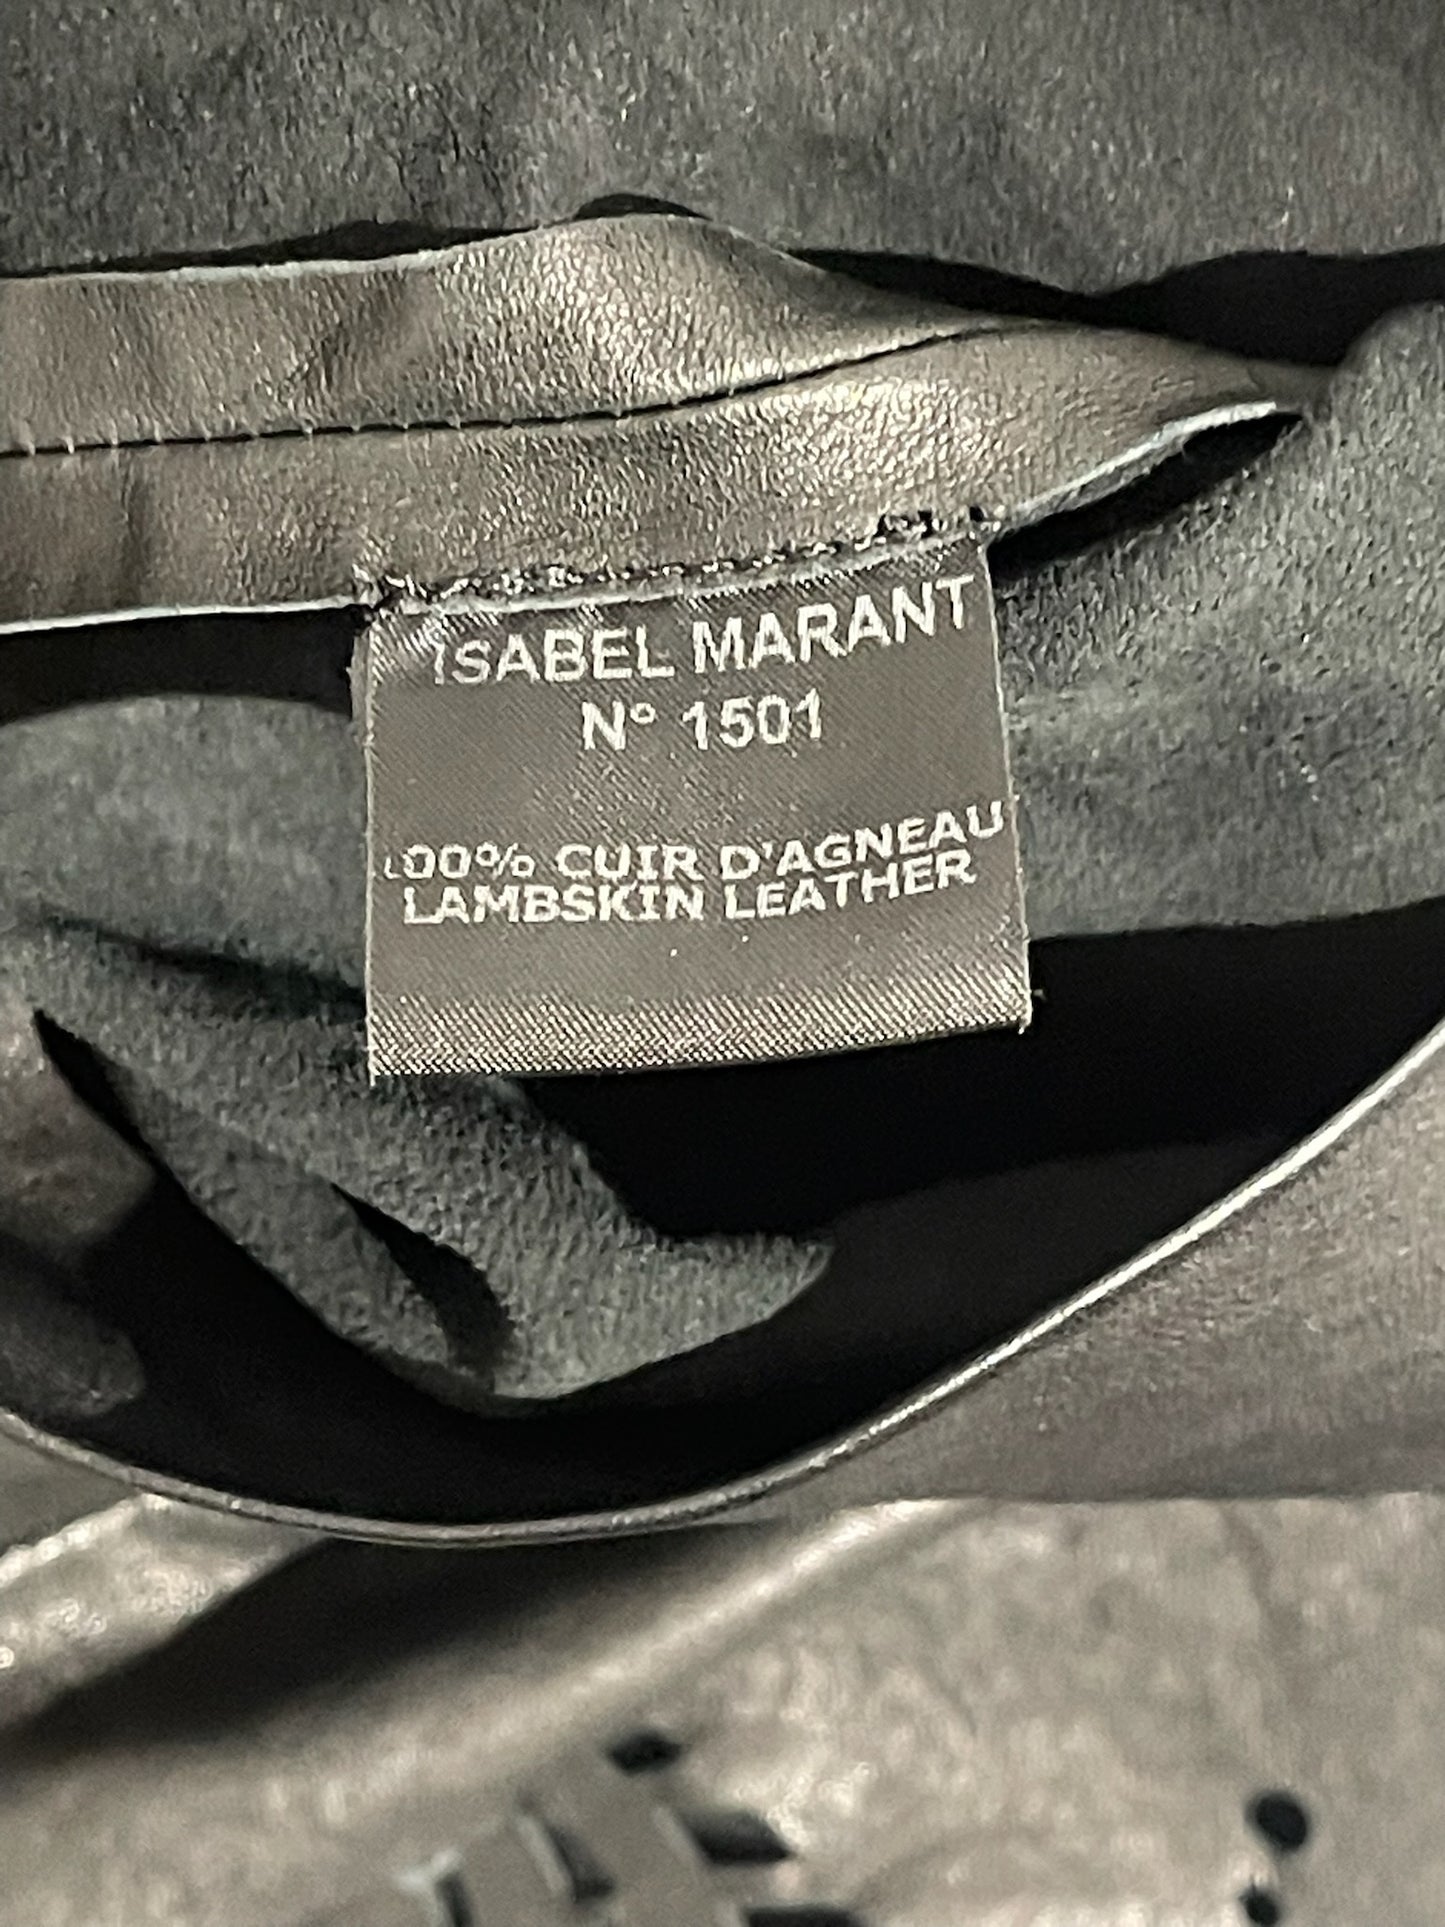 ISABEL MARANT
N° 1501
100% CUIR D'AGNEAU
LAMBSKIN LEATHER